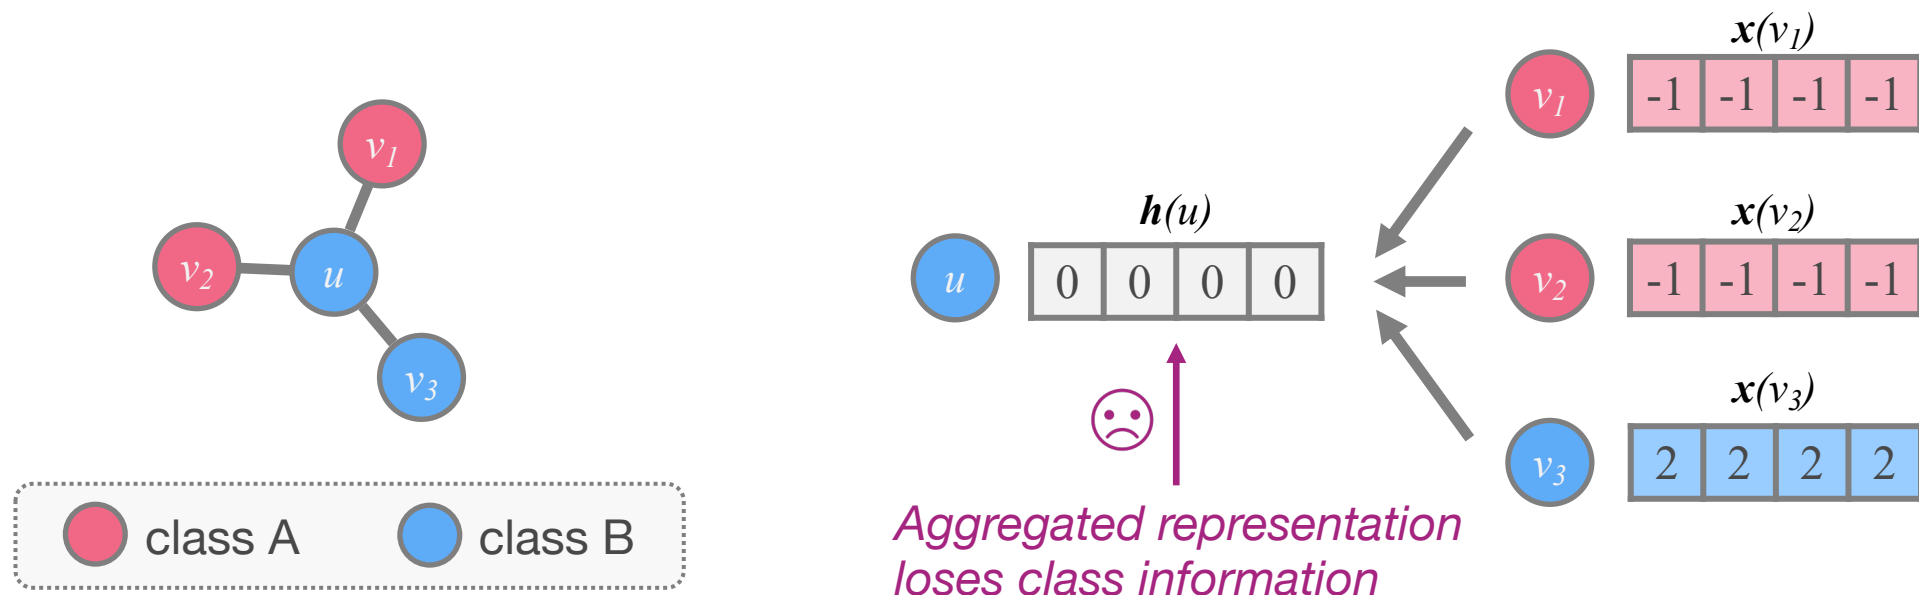 v1
v2
u
v3
class A
class B
h(u)
u
0 0 0 0
Aggregated representation
loses class information
x(v1)
v1
-1 -1 -1 -1
x(v2)
v2
-1 -1 -1 -1
x(v3)
v3
2 2 2 2